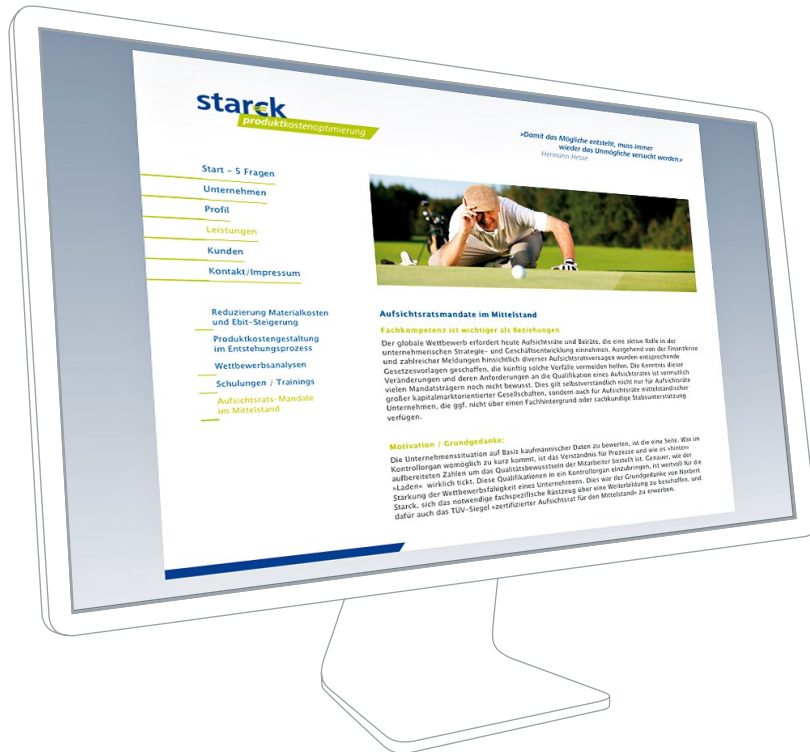 starck
produktkostenoptimierung
»Damit das Mögliche entsteht, muss immer
wieder das Unmögliche versucht werden.«
Hermann Hesse
Start – 5 Fragen
Unternehmen
Profil
Leistungen
Kunden
Kontakt/Impressum
Reduzierung Materialkosten
und Ebit-Steigerung
Produktkostengestaltung
im Entstehungsprozess
Wettbewerbsanalysen
Schulungen / Trainings
Aufsichtsrats-Mandate
im Mittelstand
Aufsichtsratsmandate im Mittelstand
Fachkompetenz ist wichtiger als Beziehungen
Der globale Wettbewerb erfordert heute Aufsichtsräte und Beiräte, die eine aktive Rolle in der
unternehmerischen Strategie- und Geschäftsentwicklung einnehmen. Ausgehend von der Finanzkrise
und zahlreicher Meldungen hinsichtlich diverser Aufsichtsratsversagen wurden entsprechende
Gesetzesvorlagen geschaffen, die künftig solche Vorfälle vermeiden helfen. Die Kenntnis dieser
Veränderungen und deren Anforderungen an die Qualifikation eines Aufsichtsrates ist vermutlich
vielen Mandatsträgern noch nicht bewusst. Dies gilt selbstverständlich nicht nur für Aufsichtsräte
großer kapitalmarktorientierter Gesellschaften, sondern auch für Aufsichtsräte mittelständischer
Unternehmen, die ggf. nicht über einen Fachhintergrund oder sachkundige Stabsunterstützung
verfügen.
Motivation / Grundgedanke:
Die Unternehmenssituation auf Basis kaufmännischer Daten zu bewerten, ist die eine Seite. Was im
Kontrollorgan womöglich zu kurz kommt, ist das Verständnis für Prozesse und wie es »hinter«
aufbereiteten Zahlen um das Qualitätsbewusstsein der Mitarbeiter bestellt ist. Genauer, wie der
»Laden« wirklich tickt. Diese Qualifikationen in ein Kontrollorgan einzubringen, ist wertvoll für die
Stärkung der Wettbewerbsfähigkeit eines Unternehmens. Dies war der Grundgedanke von Norbert
Starck, sich das notwendige fachspezifische Rüstzeug über eine Weiterbildung zu beschaffen, und
dafür auch das TÜV-Siegel »zertifizierter Aufsichtsrat für den Mittelstand« zu erwerben.